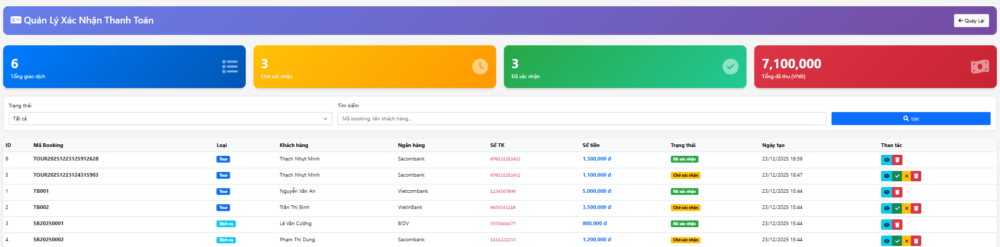 Quản Lý Xác Nhận Thanh Toán
Quay Lại
6
Tổng giao dịch
3
Chờ xác nhận
3
Đã xác nhận
7,100,000
Tổng đã thu (VNĐ)
Trạng thái
Tìm kiếm
Tất cả
Mã booking, tên khách hàng...
Lọc
ID Mã Booking Loại Khách hàng Ngân hàng Số TK Số tiền Trạng thái Ngày tạo Thao tác
6 TOUR20251223125912628 Tour Thạch Nhựt Minh Sacombank 070132292432 1,300,000 đ Đã xác nhận 23/12/2025 18:59
5 TOUR20251223124315903 Tour Thạch Nhựt Minh Sacombank 070132292432 1,100,000 đ Chờ xác nhận 23/12/2025 18:47
1 TB001 Tour Nguyễn Văn An Vietcombank 1234567890 5,000,000 đ Đã xác nhận 23/12/2025 15:44
2 TB002 Tour Trần Thị Bình VietinBank 9876543210 3,500,000 đ Chờ xác nhận 23/12/2025 15:44
3 SB20250001 Dịch vụ Lê Văn Cường BIDV 5555666677 800,000 đ Đã xác nhận 23/12/2025 15:44
4 SB20250002 Dịch vụ Phạm Thị Dung Sacombank 1111222233 1,200,000 đ Chờ xác nhận 23/12/2025 15:44